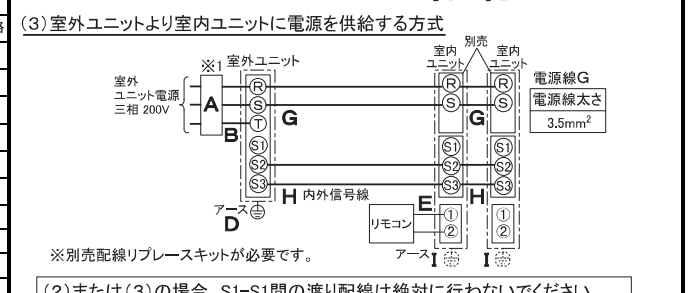 (3)室外ユニットより室内ユニットに電源を供給する方式
別売
室内
ユニット
室内
ユニット
※1
室外ユニット
室外
ユニット電源
三相 200V
A
B
R
S
T
S1
S2
S3
G
H 内外信号線
アース
D
R
S
S1
S2
S3
G
H
R
S
S1
S2
S3
電源線G
電源線太さ
3.5mm²
E
リモコン
①
②
①
②
アース
I
I
※別売配線リプレースキットが必要です。
(2)または(3)の場合、S1-S1間の渡り配線は絶対に行わないでください